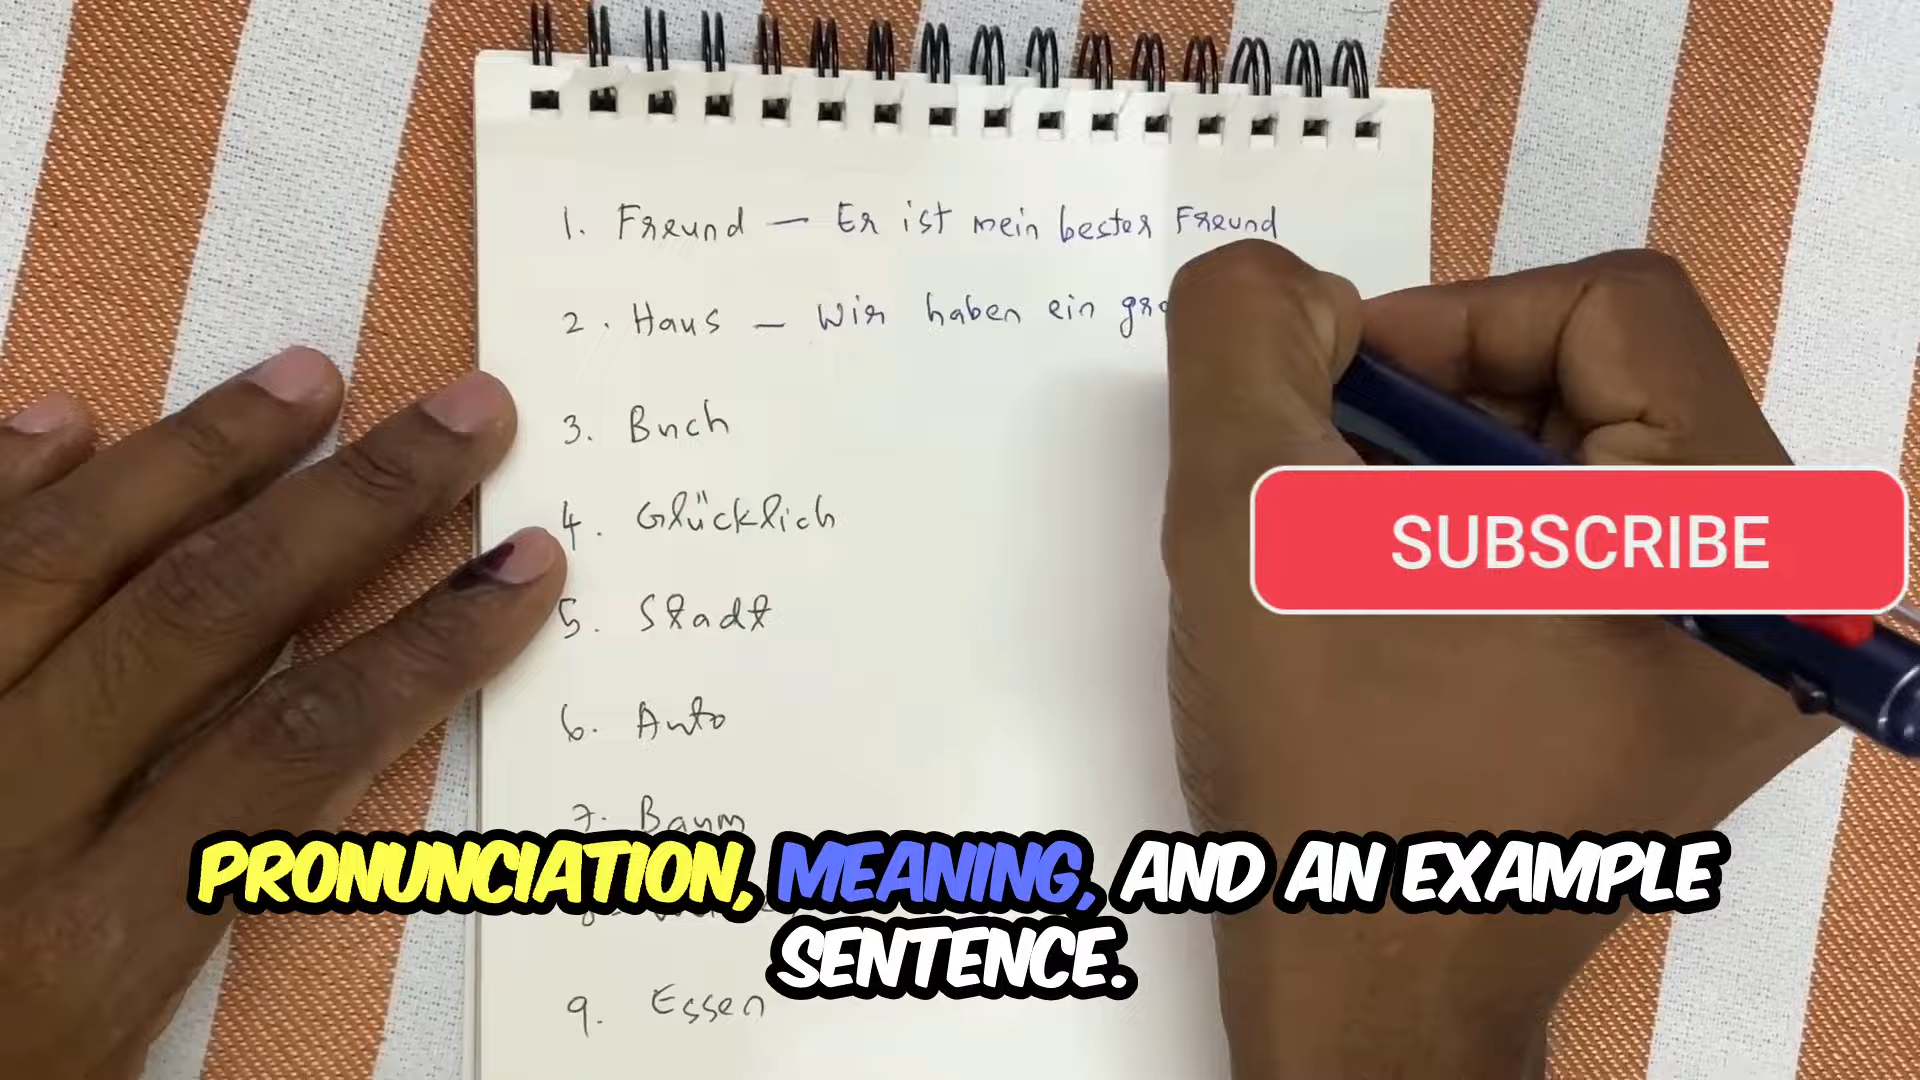 1. Freund — Er ist mein bester Freund
2. Haus — Wir haben ein gro
3. Buch
4. Glücklich
5. Stadt
6. Auto
7. Baum
9. Essen
SUBSCRIBE
PRONUNCIATION, MEANING, AND AN EXAMPLE
SENTENCE.